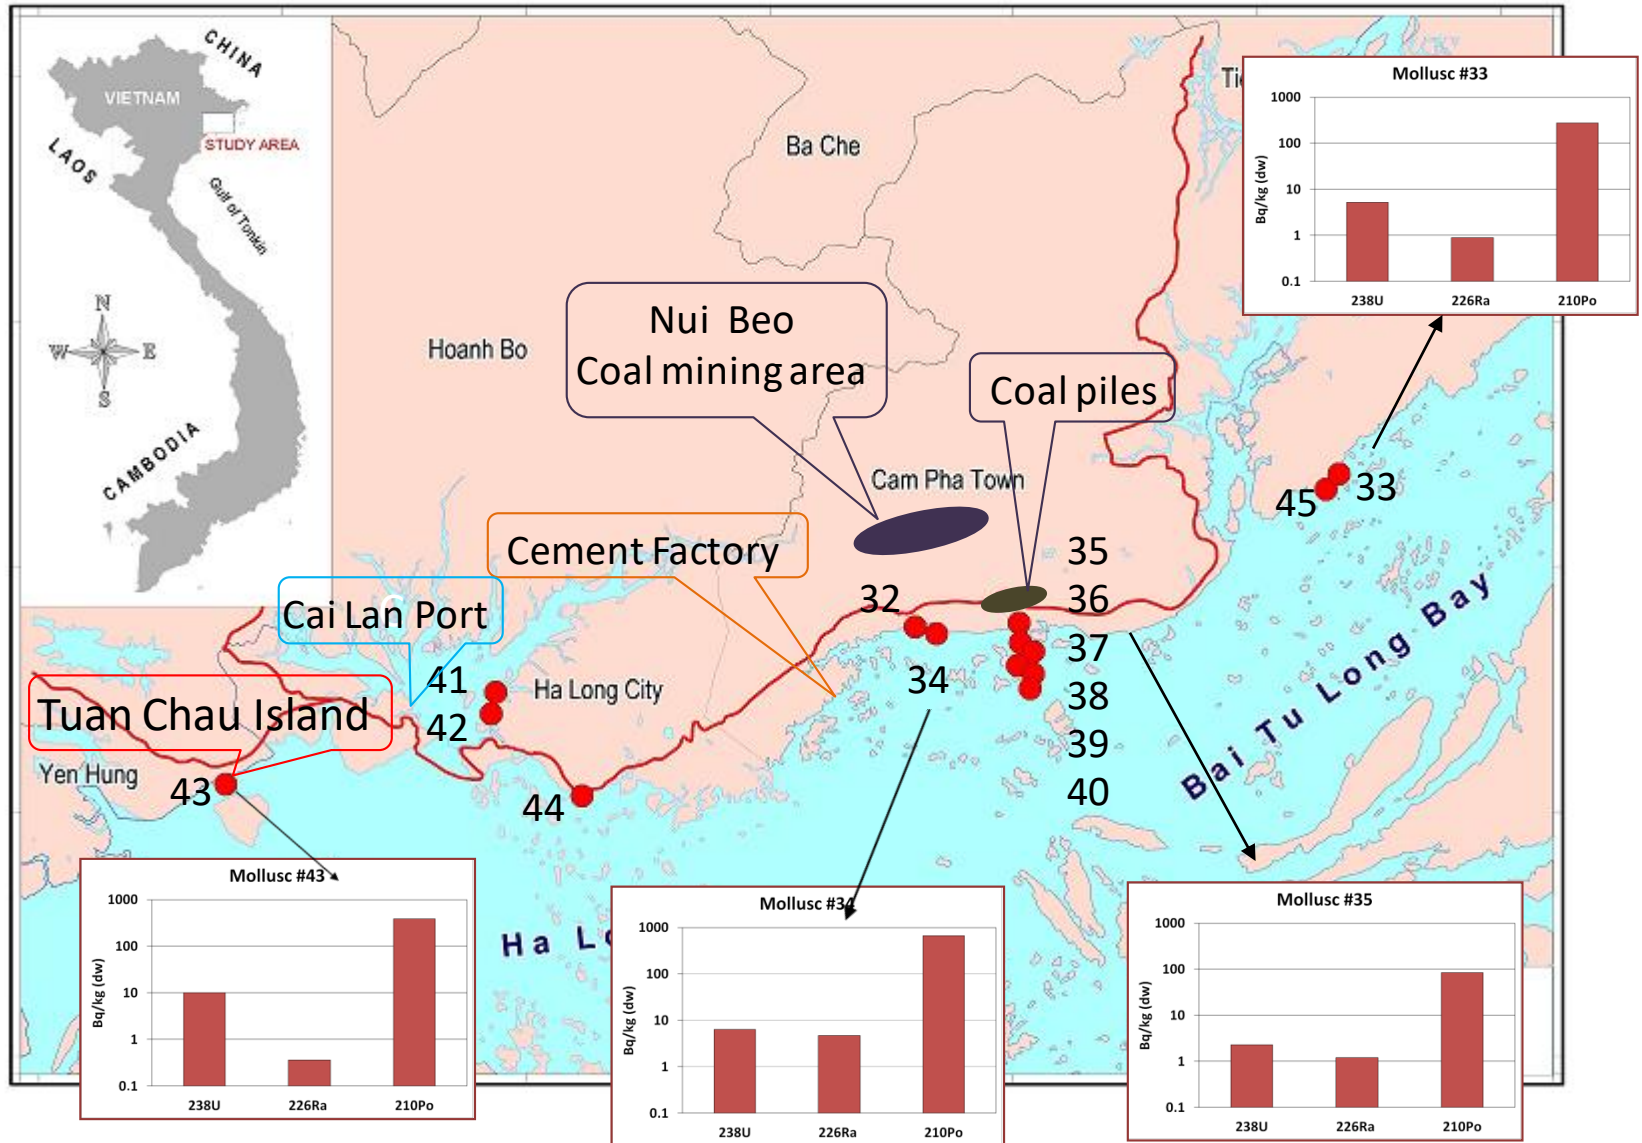 CHINA
VIETNAM
LAOS
STUDY AREA
Gulf of Tonkin
N
W
E
S
CAMBODIA
Ba Che
Hoanh Bo
Nui Beo
Coal mining area
Coal piles
Cam Pha Town
Cement Factory
Cai Lan Port
Tuan Chau Island
Ha Long City
Yen Hung
Bai Tu Long Bay
Ha
45
33
32
34
35
36
37
38
39
40
41
42
43
44
Mollusc #33
1000
100
10
1
0.1
Bq/kg (dw)
238U
226Ra
210Po
Mollusc #43
1000
100
10
1
0.1
Bq/kg (dw)
238U
226Ra
210Po
Mollusc #34
1000
100
10
1
0.1
Bq/kg (dw)
238U
226Ra
210Po
Mollusc #35
1000
100
10
1
0.1
Bq/kg (dw)
238U
226Ra
210Po